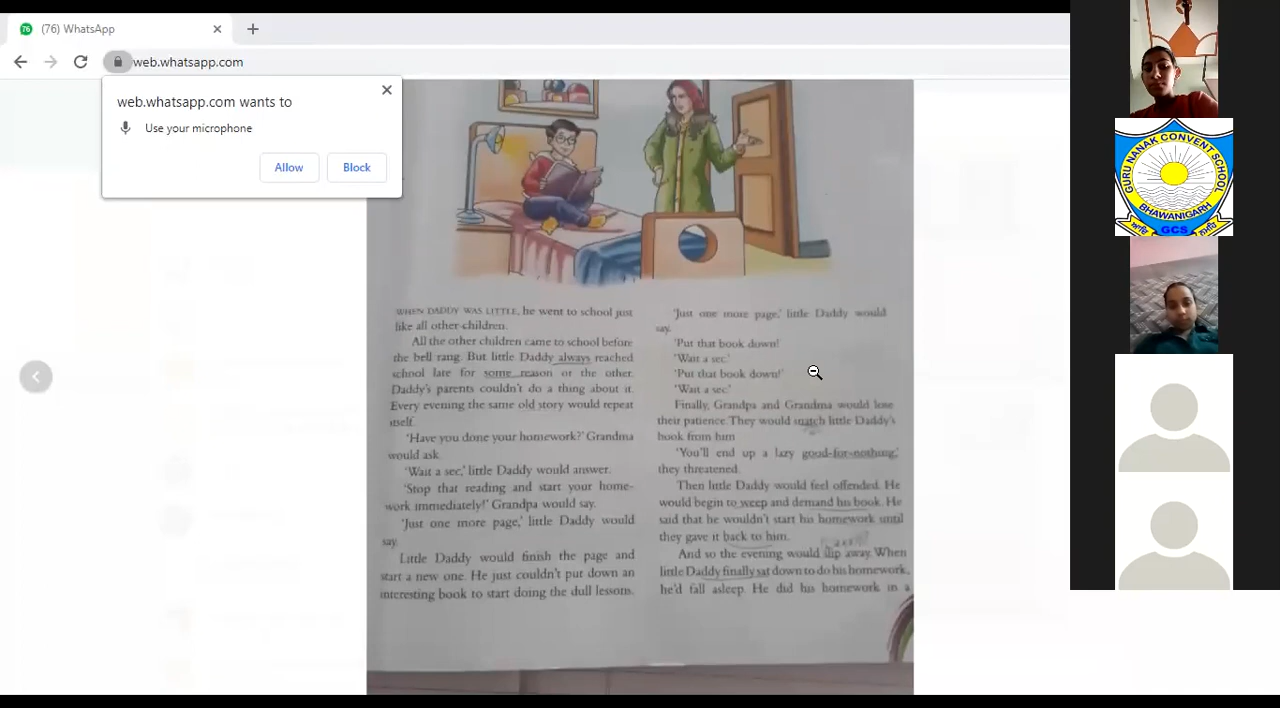 (76) WhatsApp
web.whatsapp.com
web.whatsapp.com wants to
Use your microphone
Allow
Block
WHEN DADDY WAS LITTLE, he went to school just
like all other children.
All the other children came to school before
the bell rang. But little Daddy always reached
school late for some reason or the other.
Daddy's parents couldn't do a thing about it.
Every evening the same old story would repeat
itself.
'Have you done your homework?' Grandma
would ask.
'Wait a sec,' little Daddy would answer.
'Stop that reading and start your home-
work immediately!' Grandpa would say.
'Just one more page,' little Daddy would
say.
Little Daddy would finish the page and
start a new one. He just couldn't put down an
interesting book to start doing the dull lessons.
'Just one more page,' little Daddy would
say.
'Put that book down!
'Wait a sec.'
'Put that book down!'
'Wait a sec.'
Finally, Grandpa and Grandma would lose
their patience. They would snatch little Daddy's
book from him
'You'll end up a lazy good-for-nothing,'
they threatened.
Then little Daddy would feel offended. He
would begin to weep and demand his book. He
said that he wouldn't start his homework until
they gave it back to him.
And so the evening would slip away. When
little Daddy finally sat down to do his homework,
he'd fall asleep. He did his homework in a
GURU NANAK CONVENT SCHOOL
BHAWANIGARH
GCS